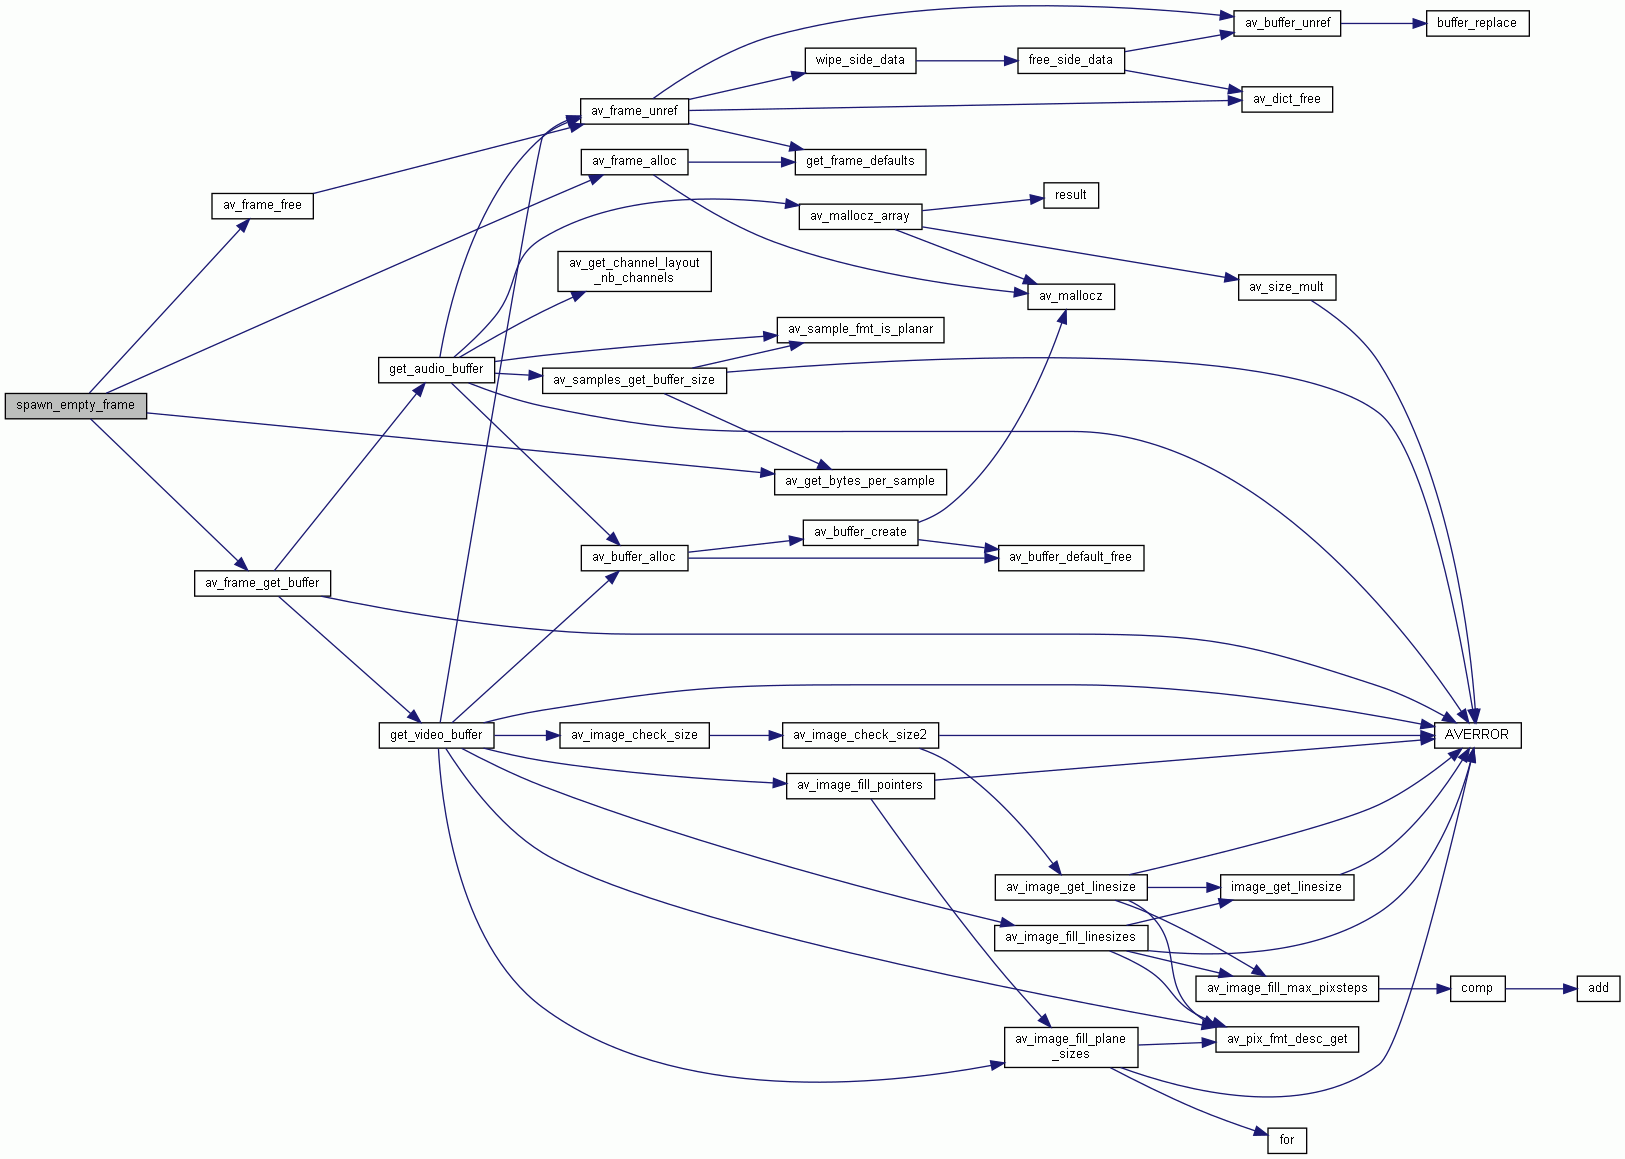 av_buffer_unref
buffer_replace
wipe_side_data
free_side_data
av_dict_free
av_frame_unref
av_frame_alloc
get_frame_defaults
result
av_frame_free
av_mallocz_array
av_get_channel_layout
_nb_channels
av_size_mult
av_mallocz
av_sample_fmt_is_planar
get_audio_buffer
av_samples_get_buffer_size
spawn_empty_frame
av_get_bytes_per_sample
av_buffer_create
av_buffer_alloc
av_buffer_default_free
av_frame_get_buffer
get_video_buffer
av_image_check_size
av_image_check_size2
AVERROR
av_image_fill_pointers
av_image_get_linesize
image_get_linesize
av_image_fill_linesizes
av_image_fill_max_pixsteps
comp
add
av_image_fill_plane
_sizes
av_pix_fmt_desc_get
for